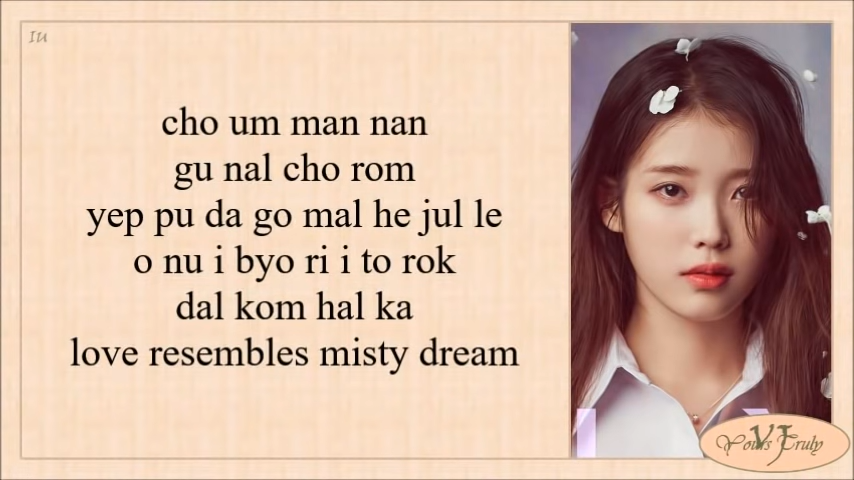 IU
cho um man nan
gu nal cho rom
yep pu da go mal he jul le
o nu i byo ri i to rok
dal kom hal ka
love resembles misty dream
VJ
Yours Truly